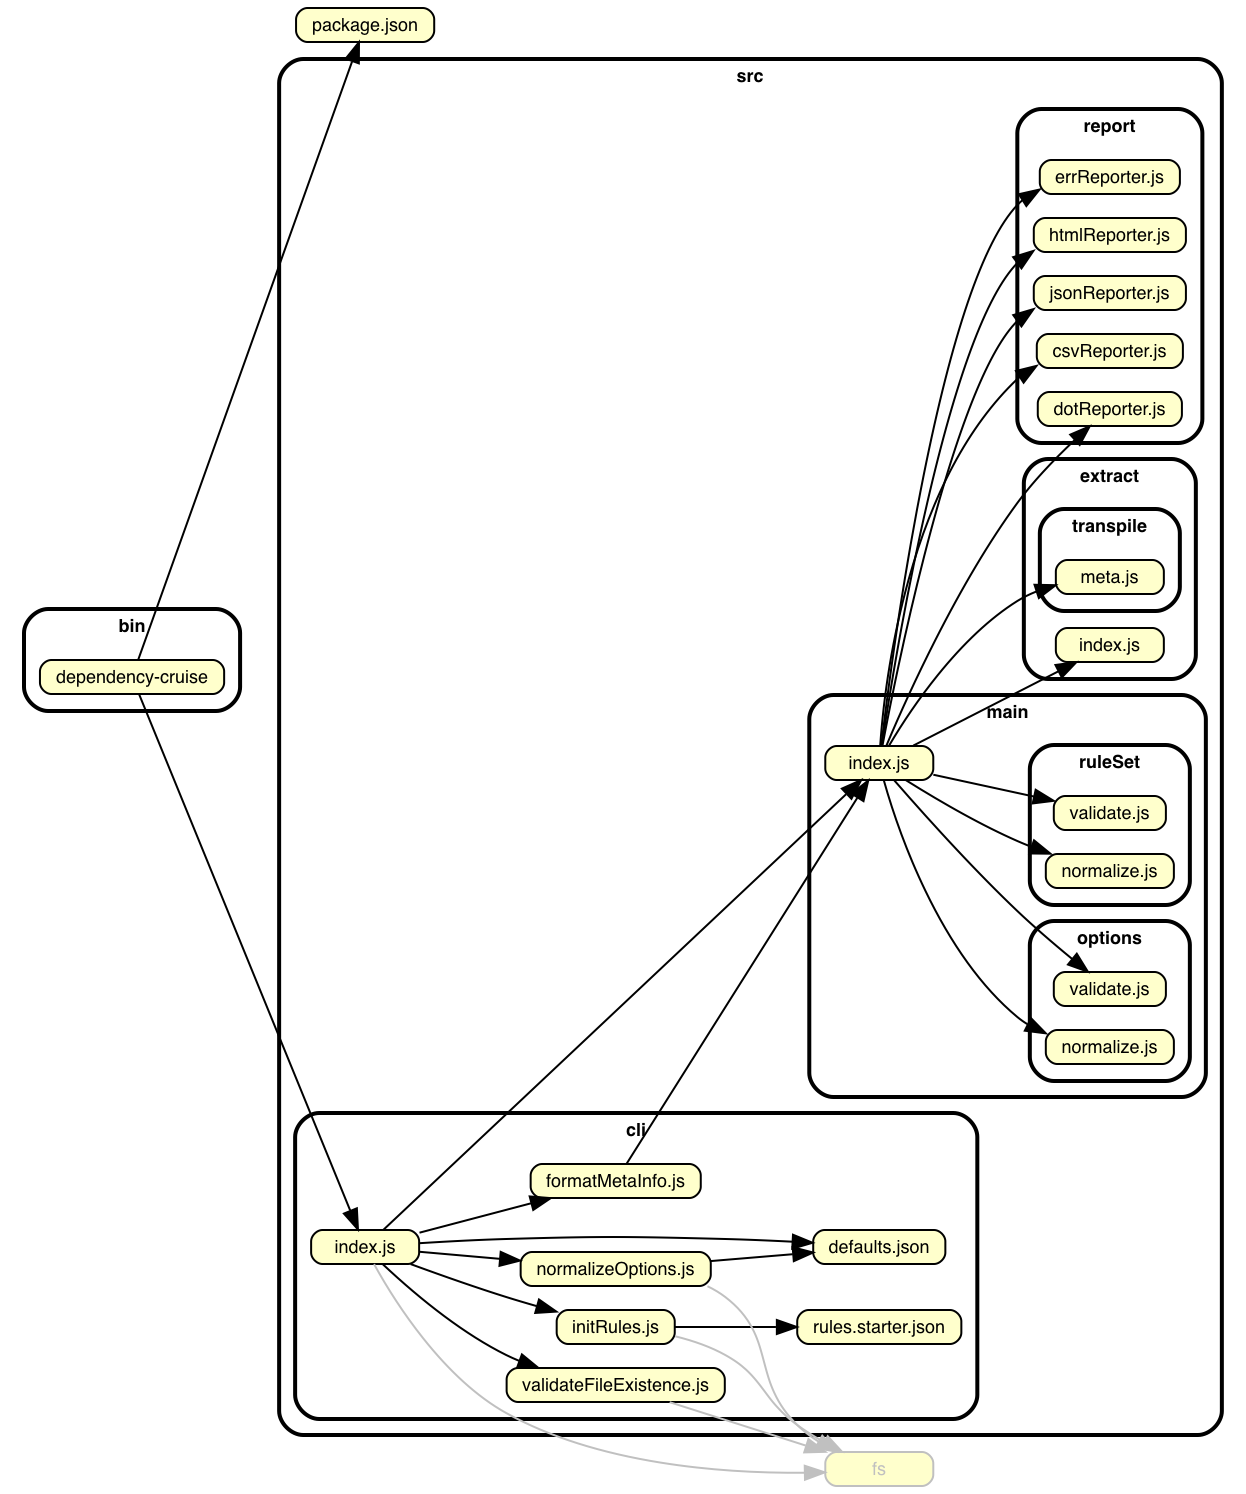 package.json
src
report
errReporter.js
htmlReporter.js
jsonReporter.js
csvReporter.js
dotReporter.js
extract
transpile
meta.js
index.js
bin
dependency-cruise
main
index.js
ruleSet
validate.js
normalize.js
options
validate.js
normalize.js
cli
formatMetaInfo.js
index.js
defaults.json
normalizeOptions.js
initRules.js
rules.starter.json
validateFileExistence.js
fs